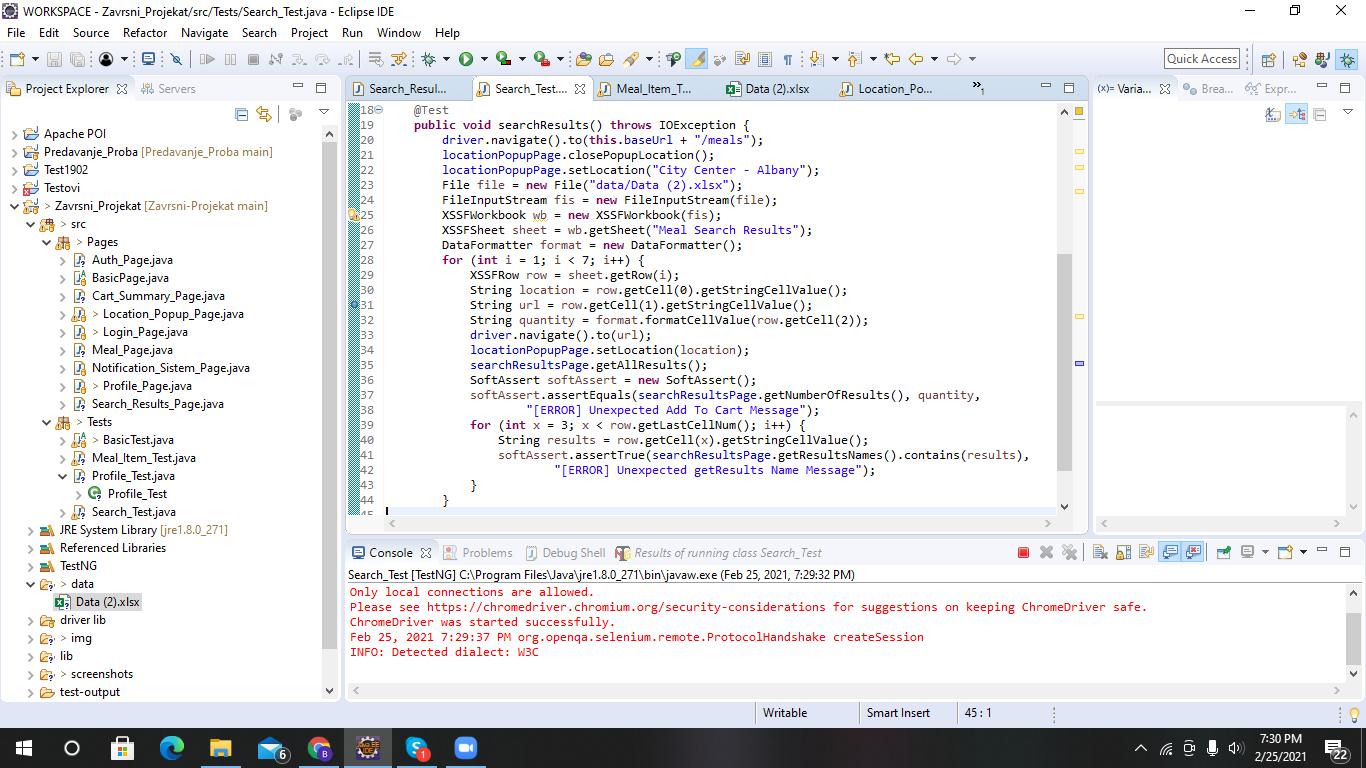 WORKSPACE - Zavrsni_Projekat/src/Tests/Search_Test.java - Eclipse IDE
File Edit Source Refactor Navigate Search Project Run Window Help
Quick Access
Project Explorer Servers
Search_Resul... Search_Test.... Meal_Item_T... Data (2).xlsx Location_Po... »1
(x)= Varia... Brea... Expr...
Apache POI
> Predavanje_Proba [Predavanje_Proba main]
Test1902
Testovi
> Zavrsni_Projekat [Zavrsni-Projekat main]
> src
> Pages
Auth_Page.java
BasicPage.java
Cart_Summary_Page.java
> Location_Popup_Page.java
> Login_Page.java
Meal_Page.java
Notification_Sistem_Page.java
> Profile_Page.java
Search_Results_Page.java
> Tests
> BasicTest.java
Meal_Item_Test.java
Profile_Test.java
Profile_Test
Search_Test.java
JRE System Library [jre1.8.0_271]
Referenced Libraries
TestNG
> data
Data (2).xlsx
driver lib
> img
lib
> screenshots
test-output
18 @Test
19 public void searchResults() throws IOException {
20 driver.navigate().to(this.baseUrl + "/meals");
21 locationPopupPage.closePopupLocation();
22 locationPopupPage.setLocation("City Center - Albany");
23 File file = new File("data/Data (2).xlsx");
24 FileInputStream fis = new FileInputStream(file);
25 XSSFWorkbook wb = new XSSFWorkbook(fis);
26 XSSFSheet sheet = wb.getSheet("Meal Search Results");
27 DataFormatter format = new DataFormatter();
28 for (int i = 1; i < 7; i++) {
29 XSSFRow row = sheet.getRow(i);
30 String location = row.getCell(0).getStringCellValue();
31 String url = row.getCell(1).getStringCellValue();
32 String quantity = format.formatCellValue(row.getCell(2));
33 driver.navigate().to(url);
34 locationPopupPage.setLocation(location);
35 searchResultsPage.getAllResults();
36 SoftAssert softAssert = new SoftAssert();
37 softAssert.assertEquals(searchResultsPage.getNumberOfResults(), quantity,
38 "[ERROR] Unexpected Add To Cart Message");
39 for (int x = 3; x < row.getLastCellNum(); i++) {
40 String results = row.getCell(x).getStringCellValue();
41 softAssert.assertTrue(searchResultsPage.getResultsNames().contains(results),
42 "[ERROR] Unexpected getResults Name Message");
43 }
44 }
45
Console Problems Debug Shell Results of running class Search_Test
Search_Test [TestNG] C:\Program Files\Java\jre1.8.0_271\bin\javaw.exe (Feb 25, 2021, 7:29:32 PM)
Only local connections are allowed.
Please see https://chromedriver.chromium.org/security-considerations for suggestions on keeping ChromeDriver safe.
ChromeDriver was started successfully.
Feb 25, 2021 7:29:37 PM org.openqa.selenium.remote.ProtocolHandshake createSession
INFO: Detected dialect: W3C
Writable Smart Insert 45 : 1
6 B Java EE IDE 1
7:30 PM
2/25/2021
22